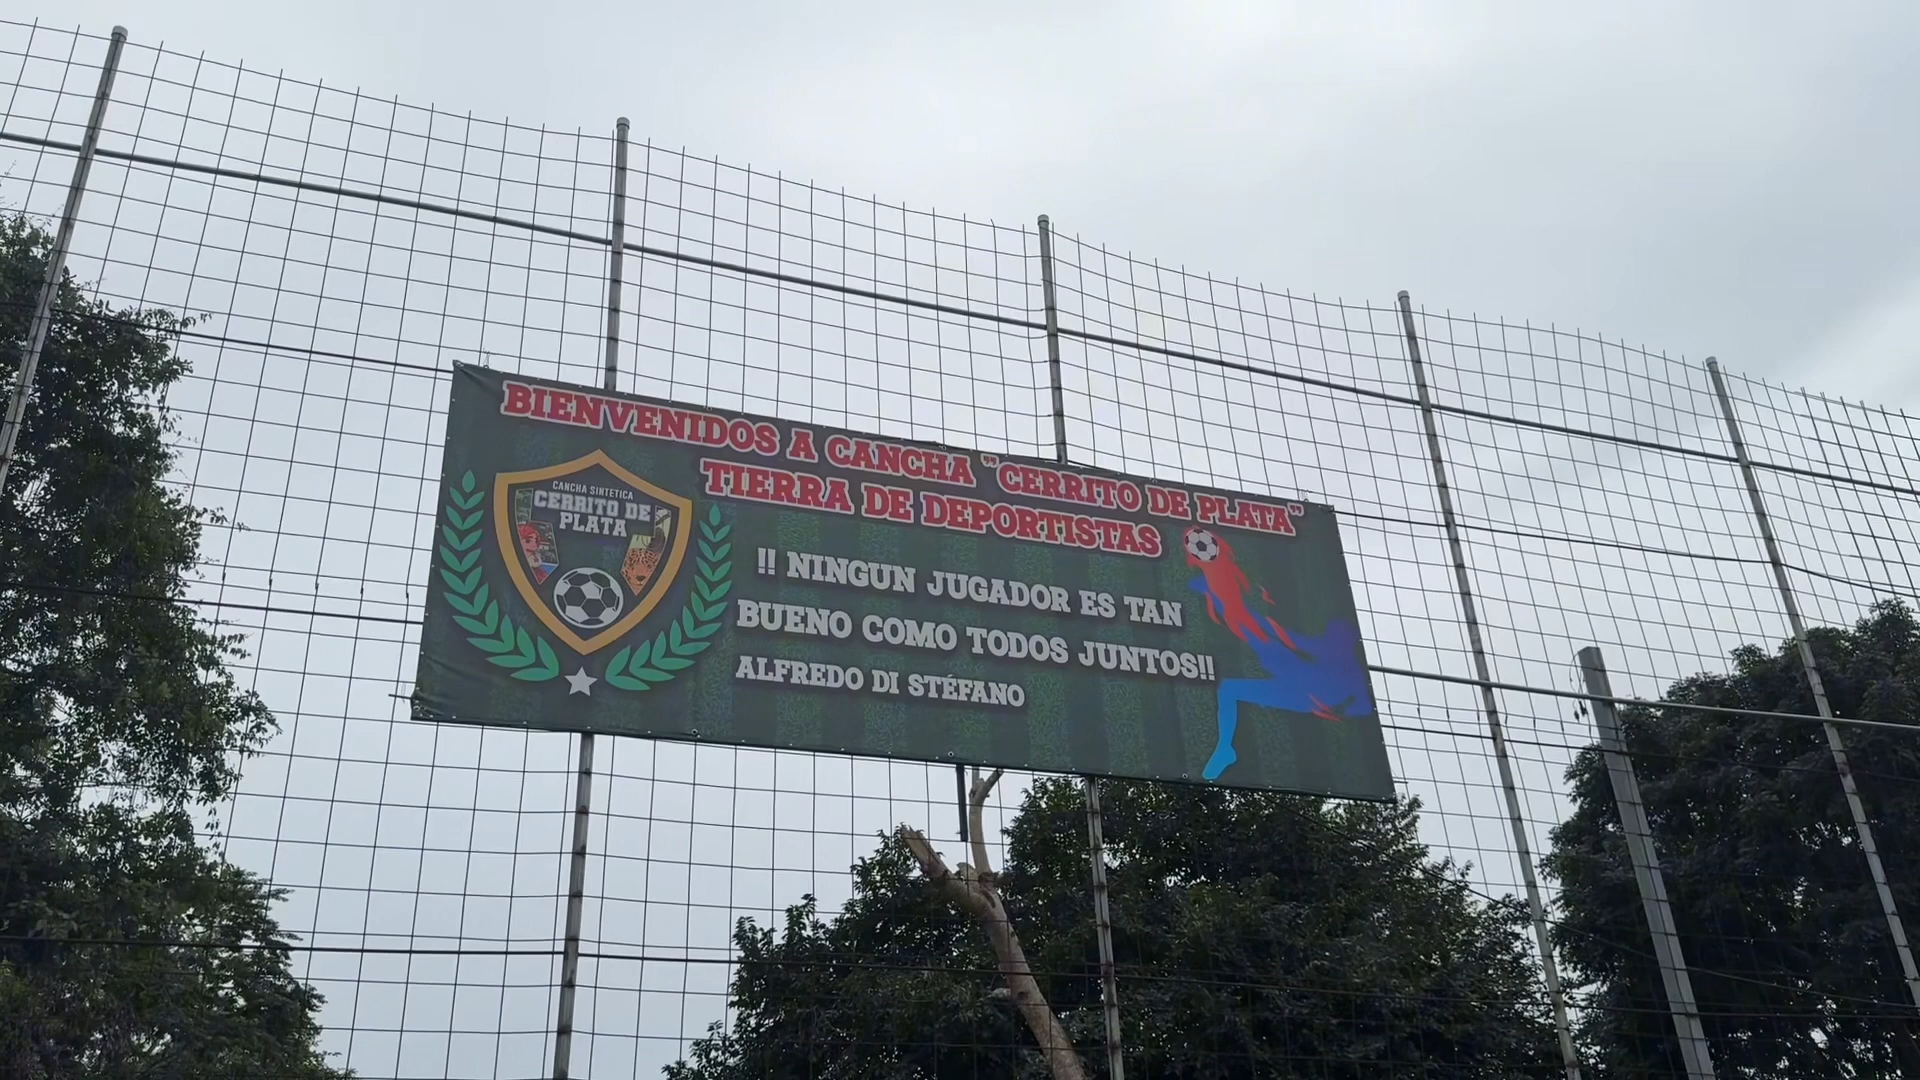 BIENVENIDOS A CANCHA "CERRITO DE PLATA"
TIERRA DE DEPORTISTAS
CANCHA SINTETICA
CERRITO DE
PLATA
!! NINGUN JUGADOR ES TAN
BUENO COMO TODOS JUNTOS!!
ALFREDO DI STÉFANO